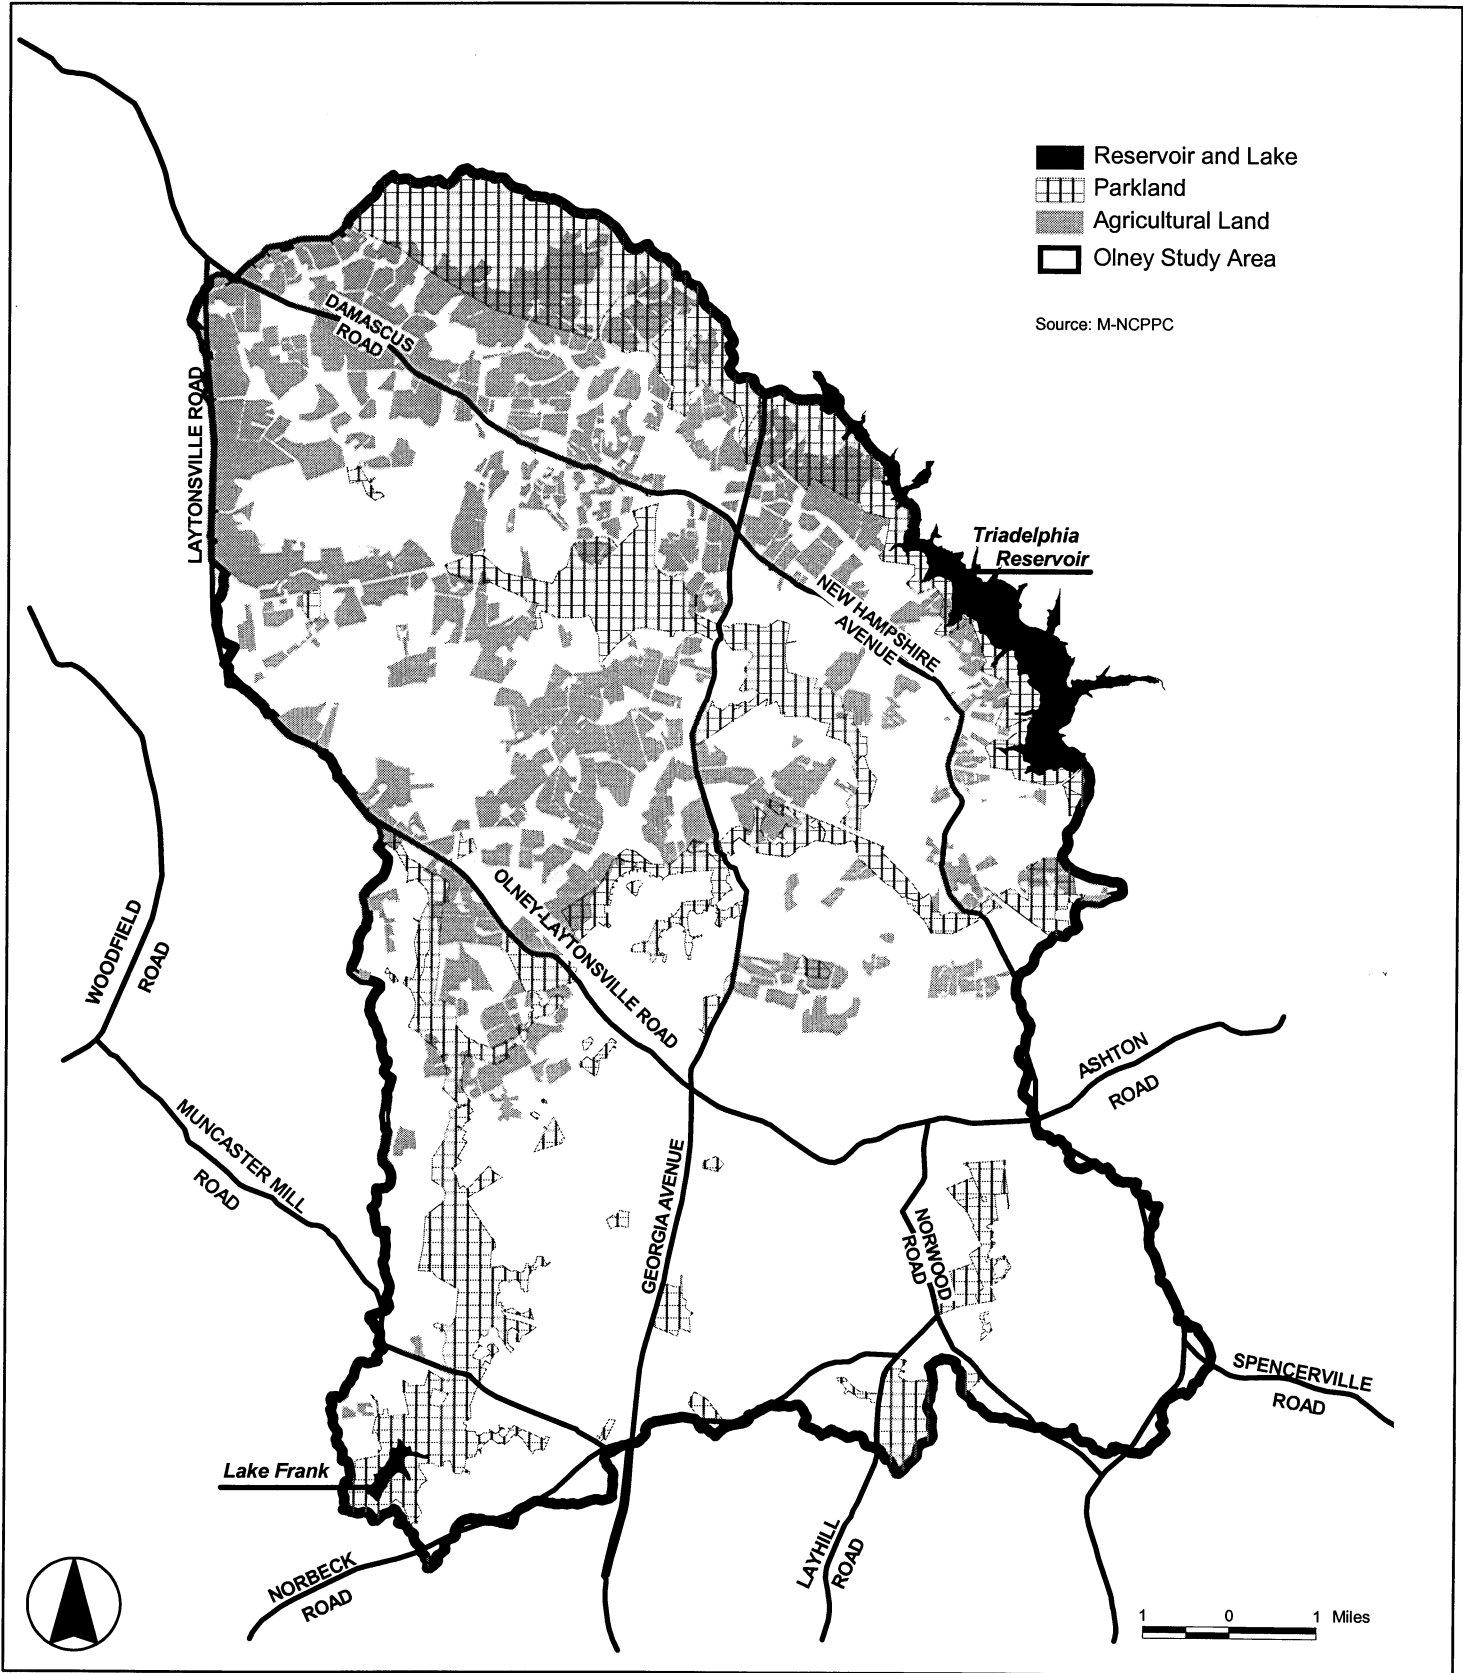 Reservoir and Lake
Parkland
Agricultural Land
Olney Study Area
Source: M-NCPPC
DAMASCUS
ROAD
LAYTONSVILLE ROAD
Triadelphia
Reservoir
NEW HAMPSHIRE
AVENUE
OLNEY-LAYTONSVILLE ROAD
WOODFIELD
ROAD
ASHTON
ROAD
MUNCASTER MILL
ROAD
GEORGIA AVENUE
NORWOOD
ROAD
SPENCERVILLE
ROAD
Lake Frank
LAYHILL
ROAD
NORBECK
ROAD
1 0 1 Miles